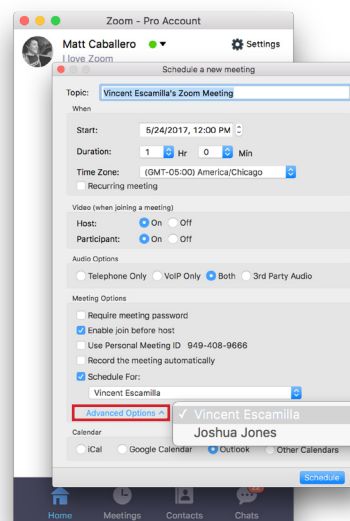 Zoom - Pro Account
Matt Caballero
Settings
I love Zoom
Schedule a new meeting
Topic: Vincent Escamilla's Zoom Meeting
When
Start: 5/24/2017, 12:00 PM
Duration: 1 Hr 0 Min
Time Zone: (GMT-05:00) America/Chicago
Recurring meeting
Video (when joining a meeting)
Host: On Off
Participant: On Off
Audio Options
Telephone Only VoIP Only Both 3rd Party Audio
Meeting Options
Require meeting password
Enable join before host
Use Personal Meeting ID 949-408-9666
Record the meeting automatically
Schedule For:
Vincent Escamilla
Advanced Options
Vincent Escamilla
Joshua Jones
Calendar
iCal Google Calendar Outlook Other Calendars
Schedule
Home Meetings Contacts Chats